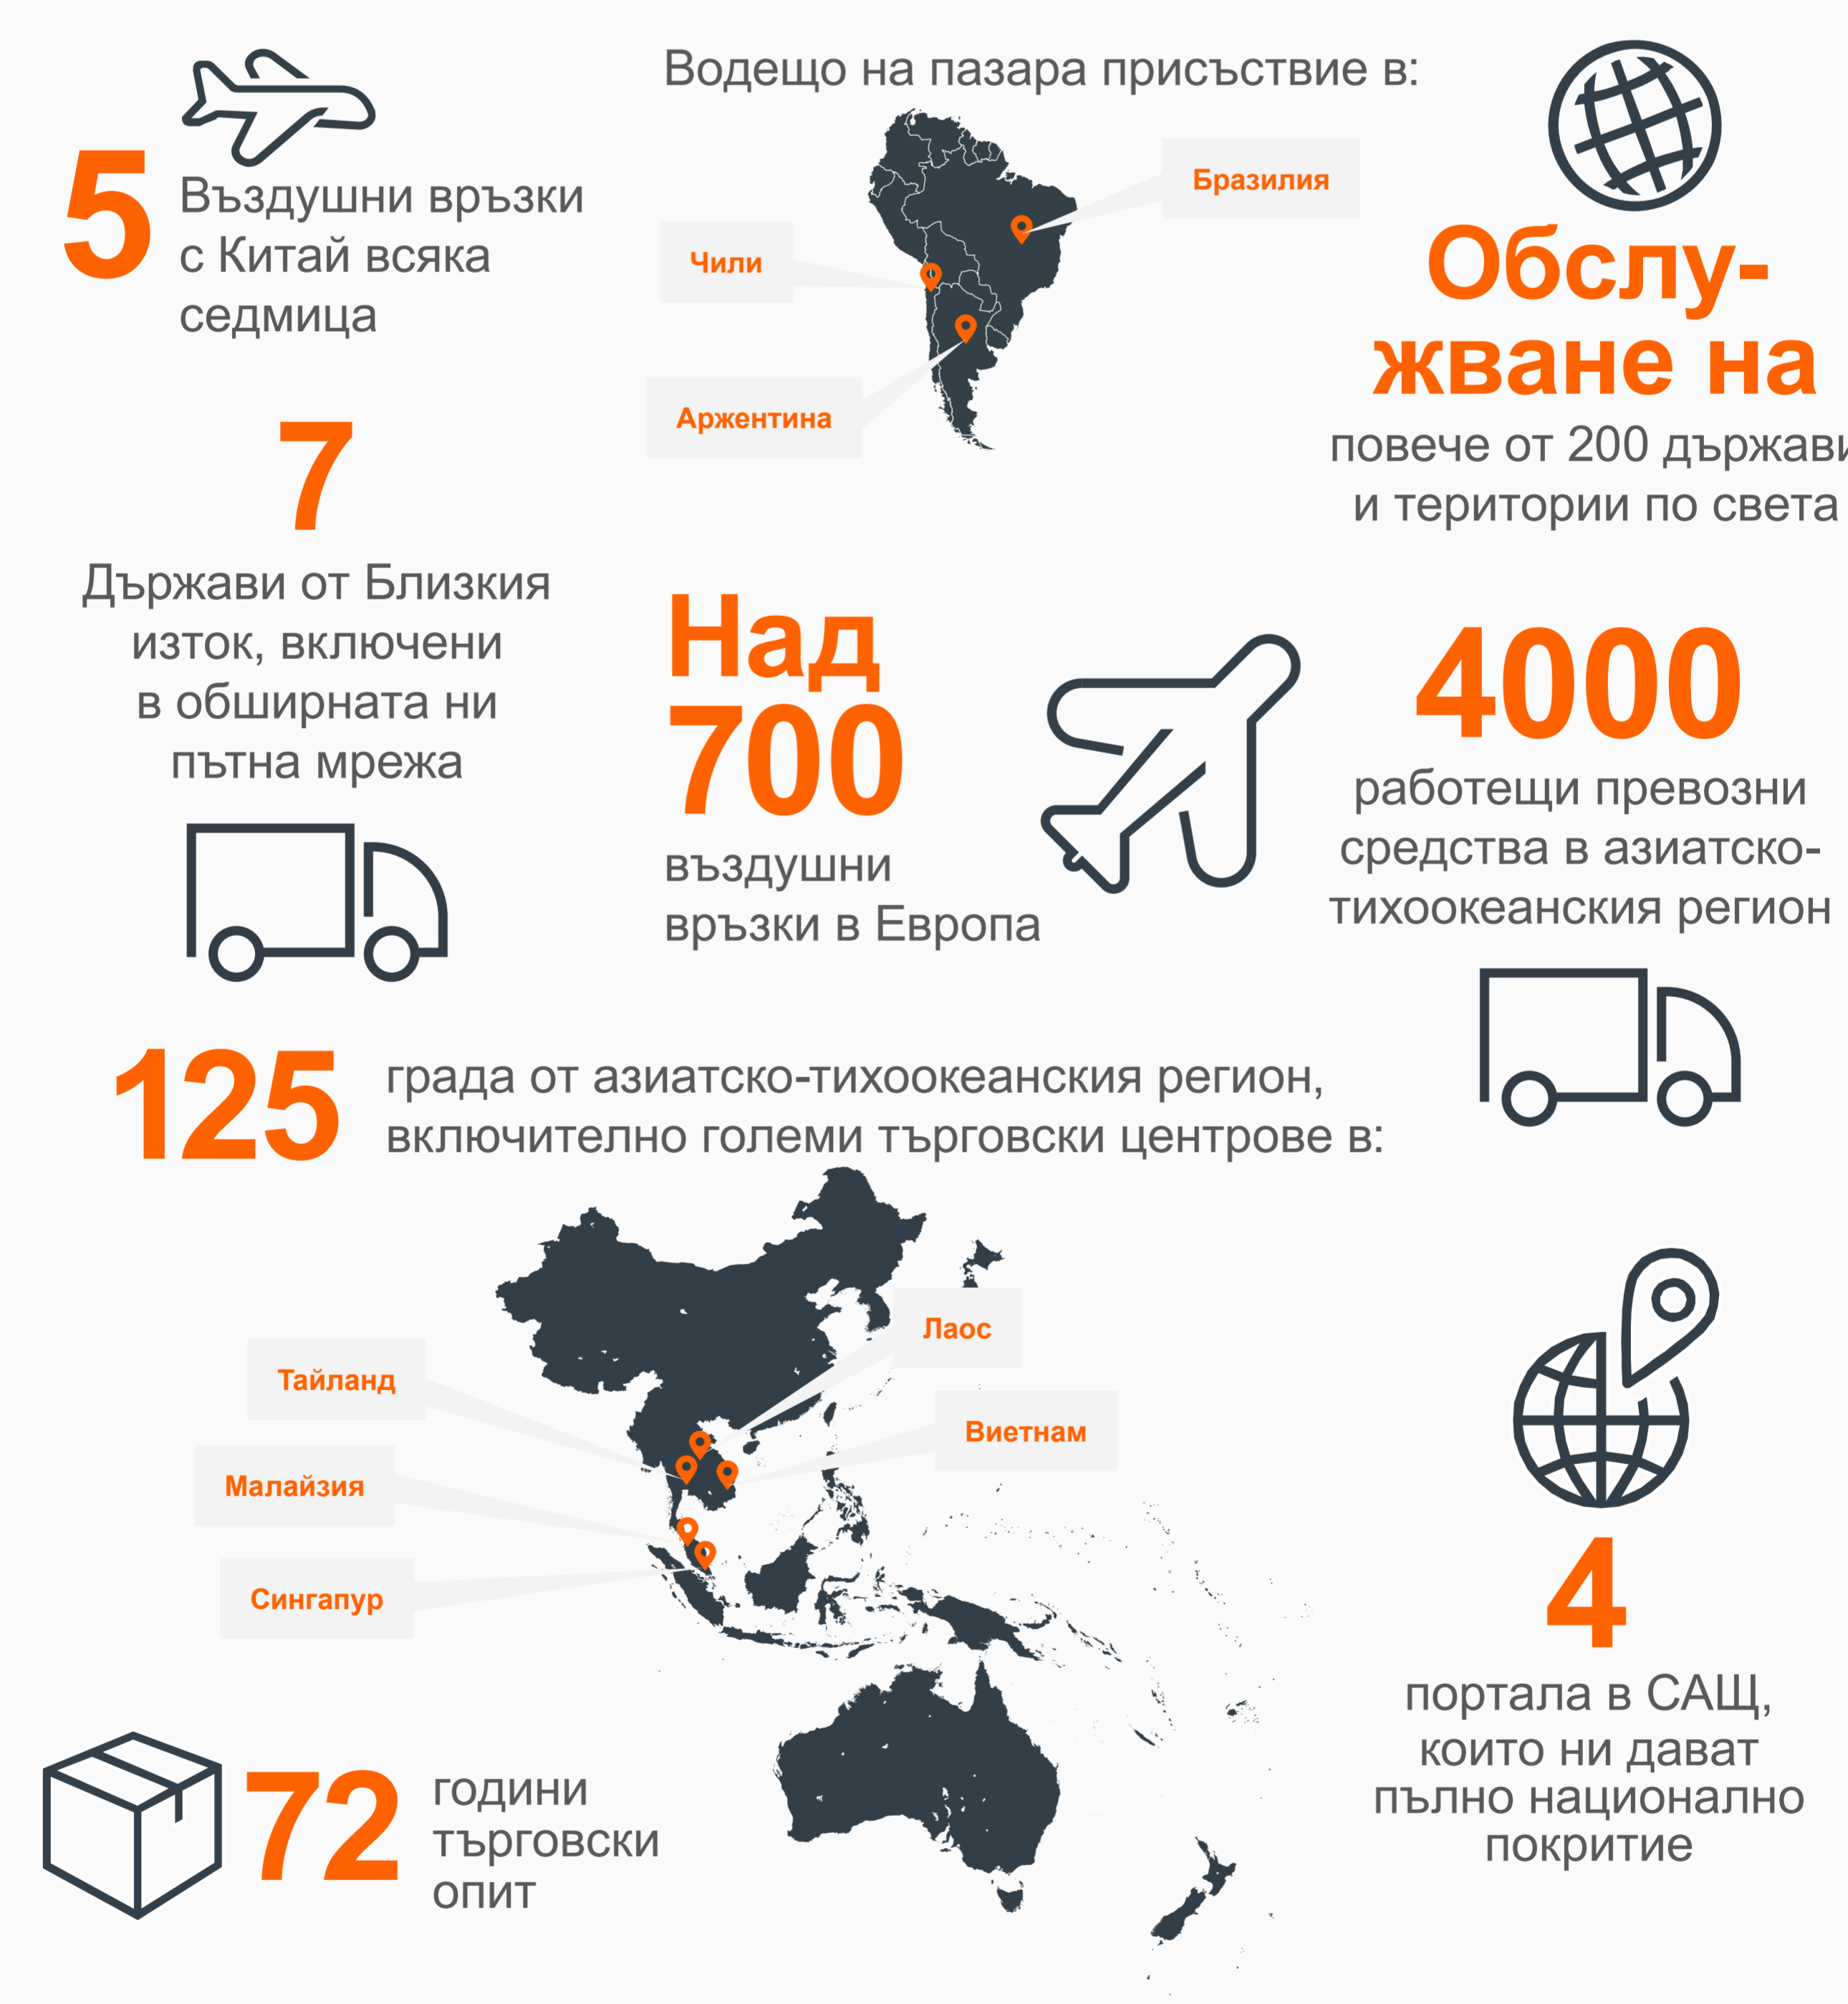 5
Въздушни връзки
с Китай всяка
седмица
Водещо на пазара присъствие в:
Бразилия
Чили
Аржентина
Обслу-
жване на
повече от 200 държави
и територии по света
7
Държави от Близкия
изток, включени
в обширната ни
пътна мрежа
Над
700
въздушни
връзки в Европа
4000
работещи превозни
средства в азиатско-
тихоокеанския регион
125
града от азиатско-тихоокеанския регион,
включително големи търговски центрове в:
Лаос
Тайланд
Виетнам
Малайзия
Сингапур
4
портала в САЩ,
които ни дават
пълно национално
покритие
72
години
търговски
опит